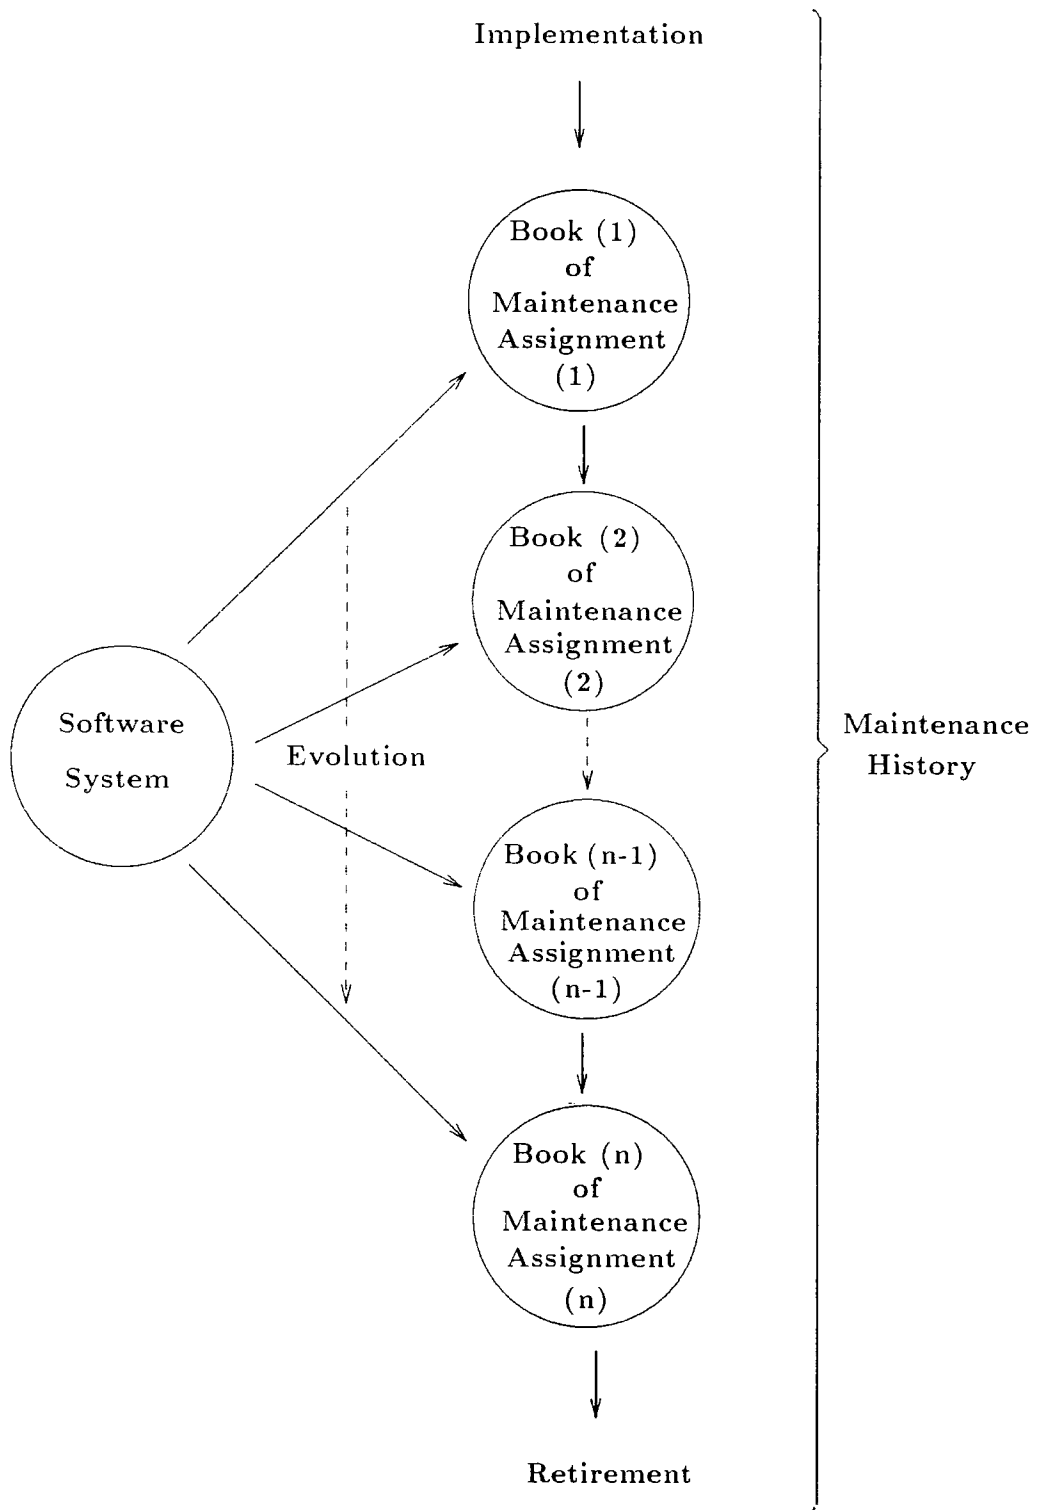 Implementation
Book (1)
of
Maintenance
Assignment
(1)
Book (2)
of
Maintenance
Assignment
(2)
Software
System
Evolution
Maintenance
History
Book (n-1)
of
Maintenance
Assignment
(n-1)
Book (n)
of
Maintenance
Assignment
(n)
Retirement